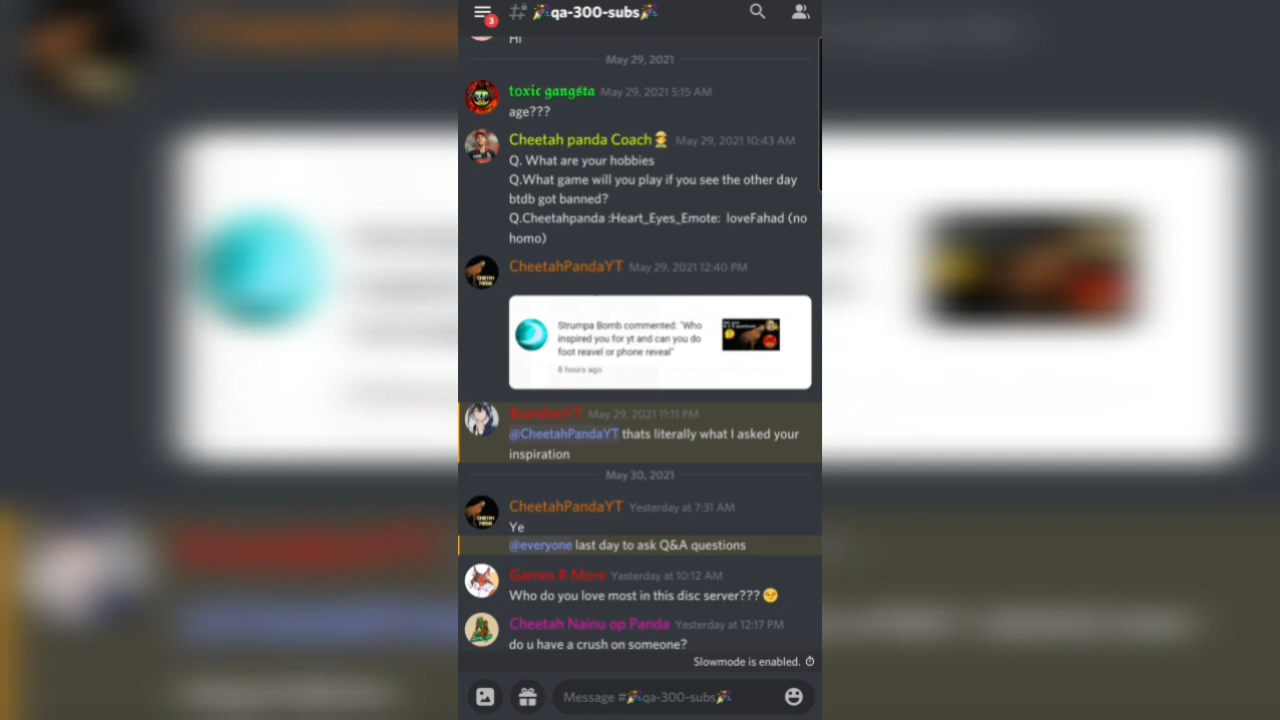 3
#🎉qa-300-subs🎉
Hi
May 29, 2021
toxic gangsta May 29, 2021 5:15 AM
age???
Cheetah panda Coach May 29, 2021 10:43 AM
Q. What are your hobbies
Q.What game will you play if you see the other day
btdb got banned?
Q.Cheetahpanda :Heart_Eyes_Emote: loveFahad (no
homo)
CheetahPandaYT May 29, 2021 12:40 PM
Strumpa Bomb commented: "Who
inspired you for yt and can you do
foot reavel or phone reveal"
8 hours ago
BrandonYT May 29, 2021 11:11 PM
@CheetahPandaYT thats literally what I asked your
inspiration
May 30, 2021
CheetahPandaYT Yesterday at 7:31 AM
Ye
@everyone last day to ask Q&A questions
Games R More Yesterday at 10:12 AM
Who do you love most in this disc server??? 🥺
Cheetah Nainu op Panda Yesterday at 12:17 PM
do u have a crush on someone?
Slowmode is enabled.
Message #🎉qa-300-subs🎉